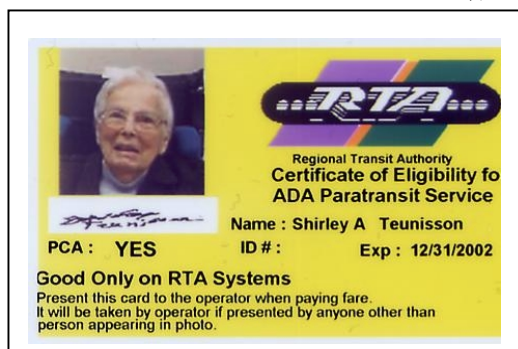 RTA
Regional Transit Authority
Certificate of Eligibility fo
ADA Paratransit Service
Name : Shirley A Teunisson
PCA : YES ID # : Exp : 12/31/2002
Good Only on RTA Systems
Present this card to the operator when paying fare.
It will be taken by operator if presented by anyone other than
person appearing in photo.